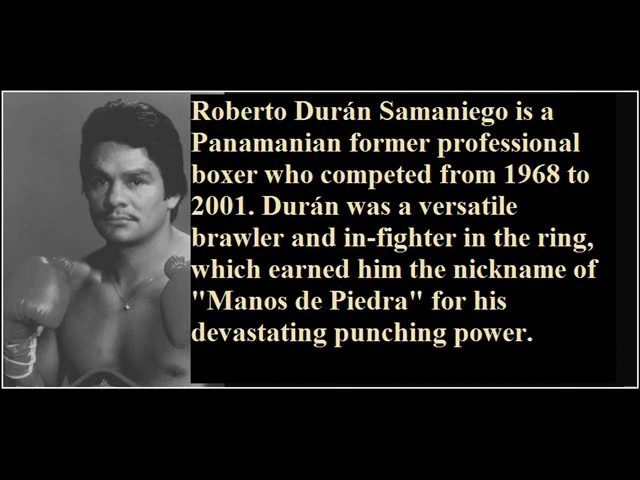 Roberto Durán Samaniego is a
Panamanian former professional
boxer who competed from 1968 to
2001. Durán was a versatile
brawler and in-fighter in the ring,
which earned him the nickname of
"Manos de Piedra" for his
devastating punching power.